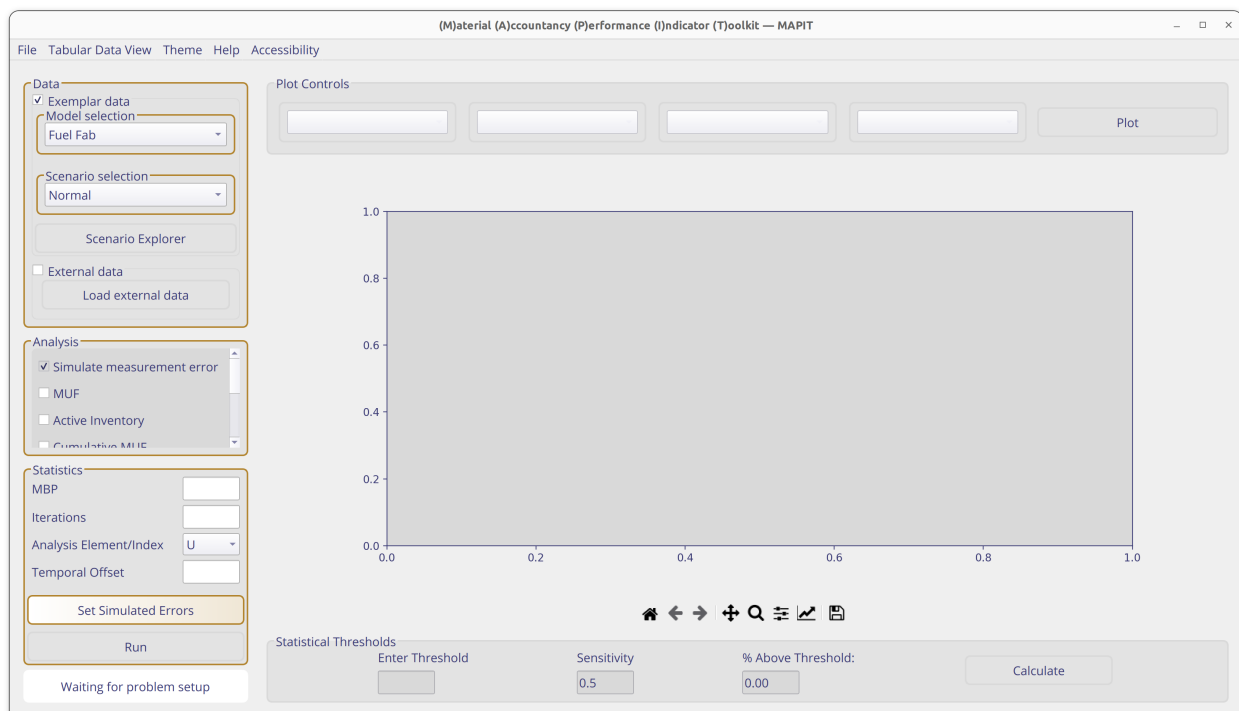 (M)aterial (A)ccountancy (P)erformance (I)ndicator (T)oolkit — MAPIT
File Tabular Data View Theme Help Accessibility
Data
Exemplar data
Model selection
Fuel Fab
Scenario selection
Normal
Scenario Explorer
External data
Load external data
Analysis
Simulate measurement error
MUF
Active Inventory
Cumulative MUF
Statistics
MBP
Iterations
Analysis Element/Index U
Temporal Offset
Set Simulated Errors
Run
Waiting for problem setup
Plot Controls
Plot
1.0
0.8
0.6
0.4
0.2
0.0
0.0 0.2 0.4 0.6 0.8 1.0
Statistical Thresholds
Enter Threshold Sensitivity % Above Threshold:
0.5 0.00 Calculate